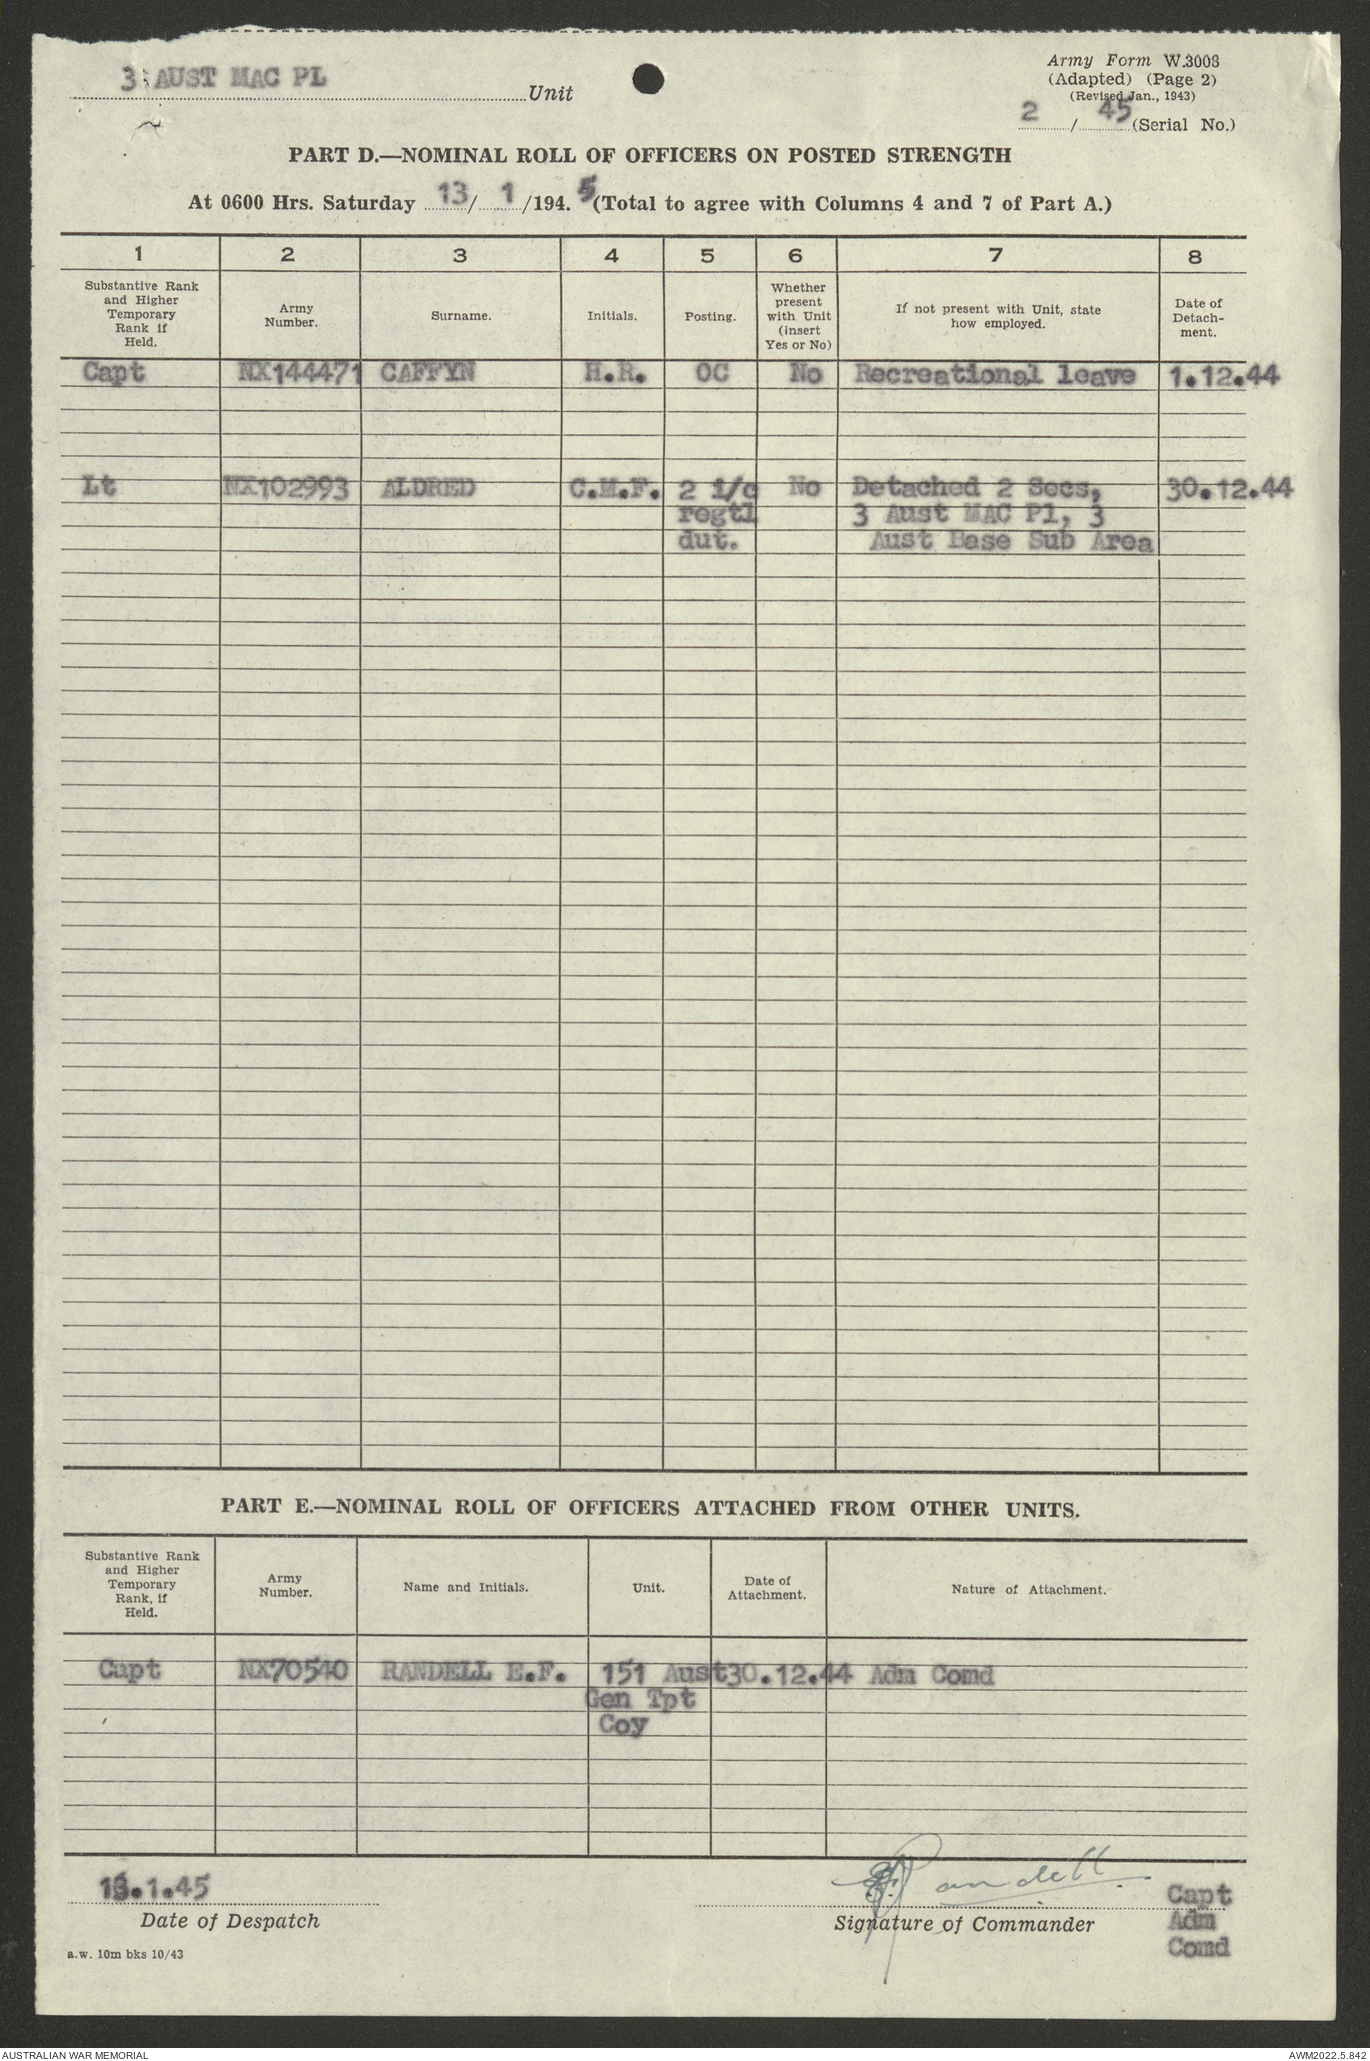 3 AUST MAC PL Unit
Army Form W.3008
(Adapted) (Page 2)
(Revised Jan., 1943)
2 / 45 (Serial No.)
PART D.—NOMINAL ROLL OF OFFICERS ON POSTED STRENGTH
At 0600 Hrs. Saturday 13 / 1 /194. 5 (Total to agree with Columns 4 and 7 of Part A.)
1 2 3 4 5 6 7 8
Substantive Rank
and Higher
Temporary
Rank if
Held.
Army
Number.
Surname.
Initials.
Posting.
Whether
present
with Unit
(insert
Yes or No)
If not present with Unit, state
how employed.
Date of
Detach-
ment.
Capt NX144471 CAFFYN H.R. OC No Recreational leave 1.12.44
Lt NX102993 ALDRED C.M.F. 2 i/c No Detached 2 Secs, 30.12.44
regtl 3 Aust MAC Pl, 3
dut. Aust Base Sub Area
PART E.—NOMINAL ROLL OF OFFICERS ATTACHED FROM OTHER UNITS.
Substantive Rank
and Higher
Temporary
Rank, if
Held.
Army
Number.
Name and Initials.
Unit.
Date of
Attachment.
Nature of Attachment.
Capt NX70540 RANDELL E.F. 151 Aust 30.12.44 Adm Comd
Gen Tpt
Coy
13.1.45
Date of Despatch
E.F. Randell
Signature of Commander
Capt
Adm
Comd
a.w. 10m bks 10/43
AUSTRALIAN WAR MEMORIAL
AWM2022.5.842